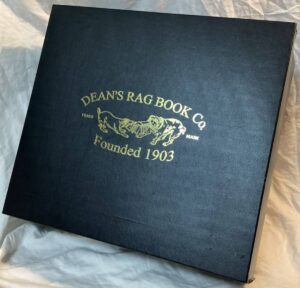 DEAN'S RAG BOOK Co.
TRADE MARK
Founded 1903